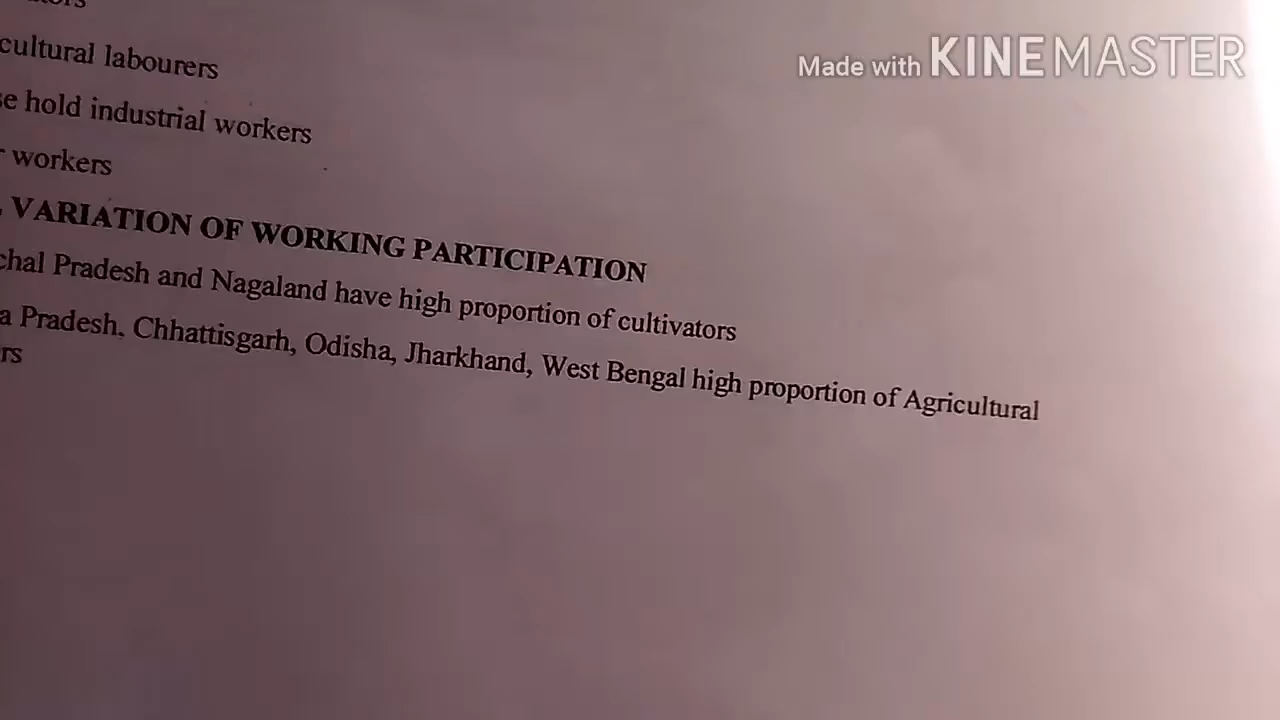 cultural labourers
Made with KINEMASTER
hold industrial workers
workers
VARIATION OF WORKING PARTICIPATION
chal Pradesh and Nagaland have high proportion of cultivators
a Pradesh, Chhattisgarh, Odisha, Jharkhand, West Bengal high proportion of Agricultural
rs